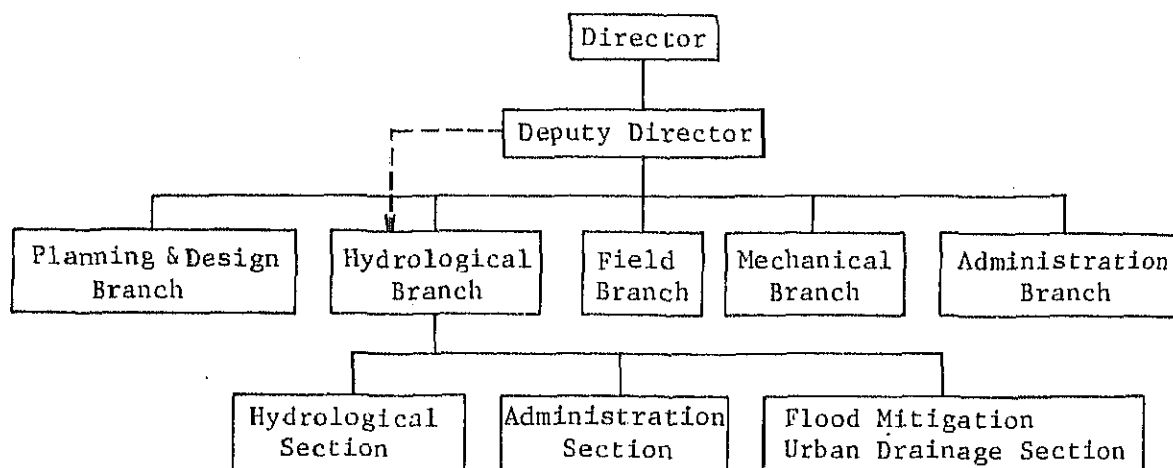 Director
Deputy Director
Planning & Design
Branch
Hydrological
Branch
Field
Branch
Mechanical
Branch
Administration
Branch
Hydrological
Section
Administration
Section
Flood Mitigation
Urban Drainage Section